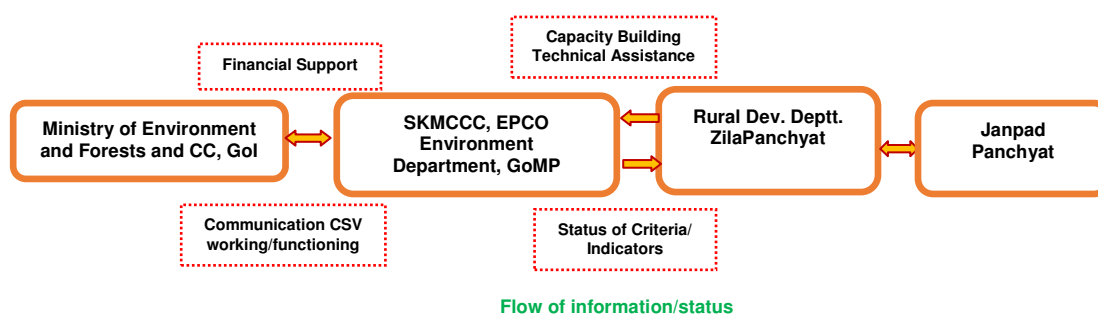 Capacity Building
Technical Assistance
Financial Support
Ministry of Environment
and Forests and CC, GoI
SKMCCC, EPCO
Environment
Department, GoMP
Rural Dev. Deptt.
ZilaPanchyat
Janpad
Panchyat
Communication CSV
working/functioning
Status of Criteria/
Indicators
Flow of information/status